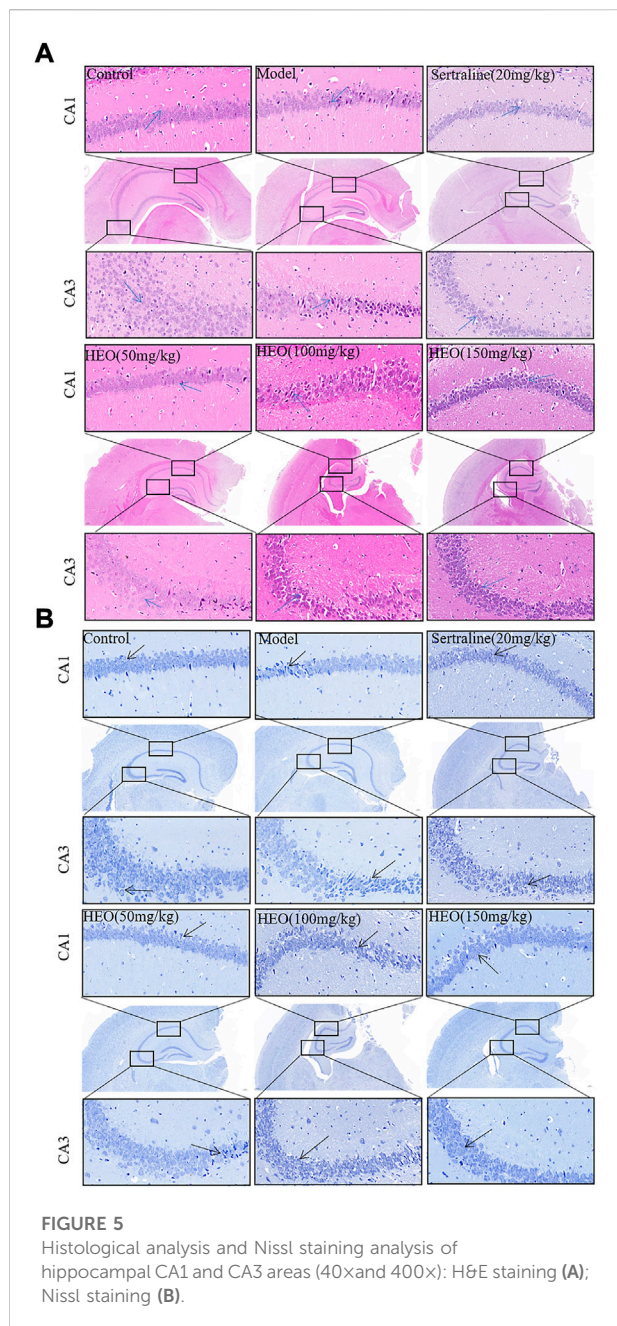 A
Control Model Sertraline(20mg/kg)
CA1
CA3
HEO(50mg/kg) HEO(100mg/kg) HEO(150mg/kg)
CA1
CA3
B
Control Model Sertraline(20mg/kg)
CA1
CA3
HEO(50mg/kg) HEO(100mg/kg) HEO(150mg/kg)
CA1
CA3
FIGURE 5
Histological analysis and Nissl staining analysis of
hippocampal CA1 and CA3 areas (40×and 400×): H&E staining (A);
Nissl staining (B).